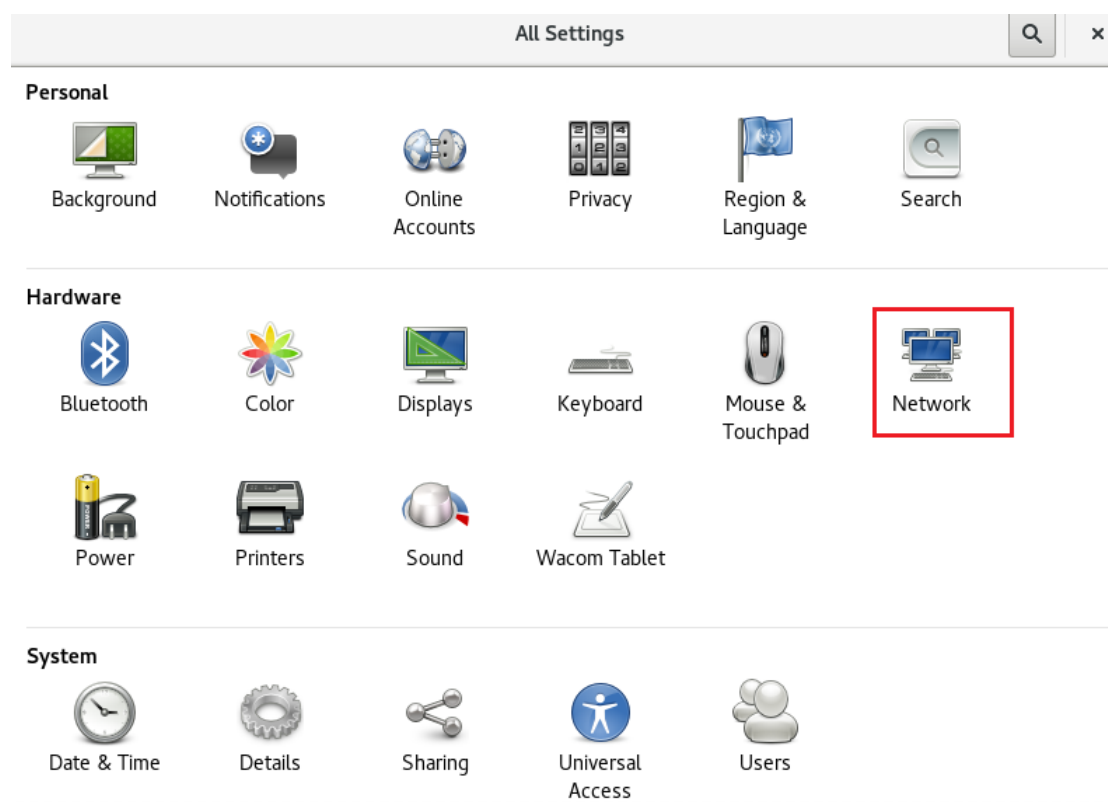 All Settings
Personal
Background
Notifications
Online
Accounts
Privacy
Region &
Language
Search
Hardware
Bluetooth
Color
Displays
Keyboard
Mouse &
Touchpad
Network
Power
Printers
Sound
Wacom Tablet
System
Date & Time
Details
Sharing
Universal
Access
Users